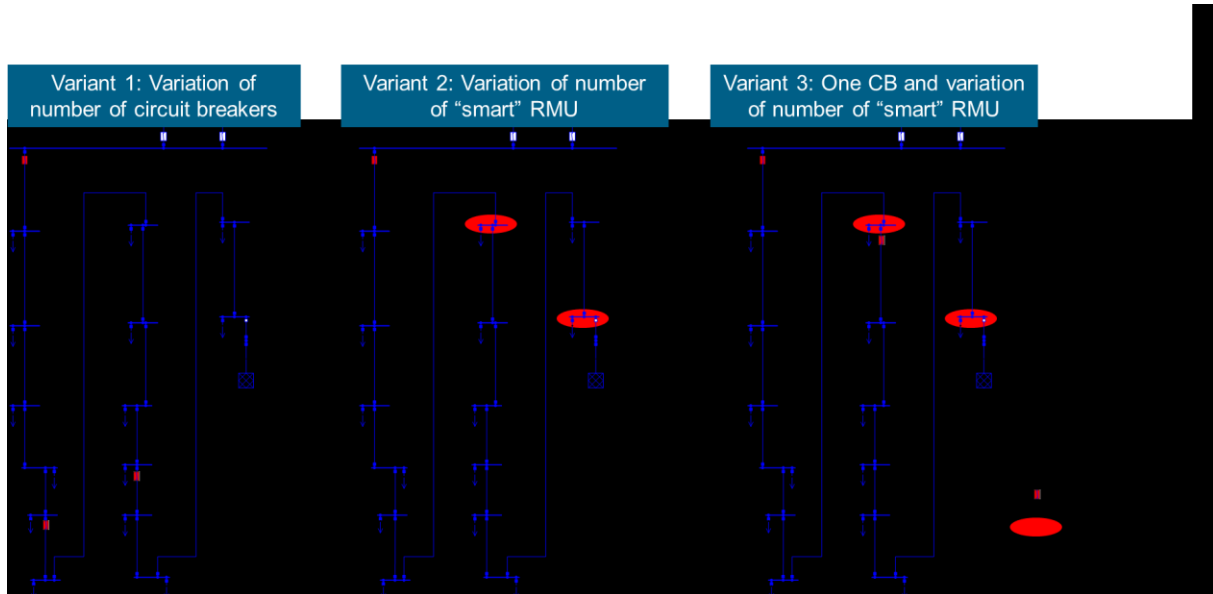 Variant 1: Variation of
number of circuit breakers
Variant 2: Variation of number
of “smart” RMU
Variant 3: One CB and variation
of number of “smart” RMU